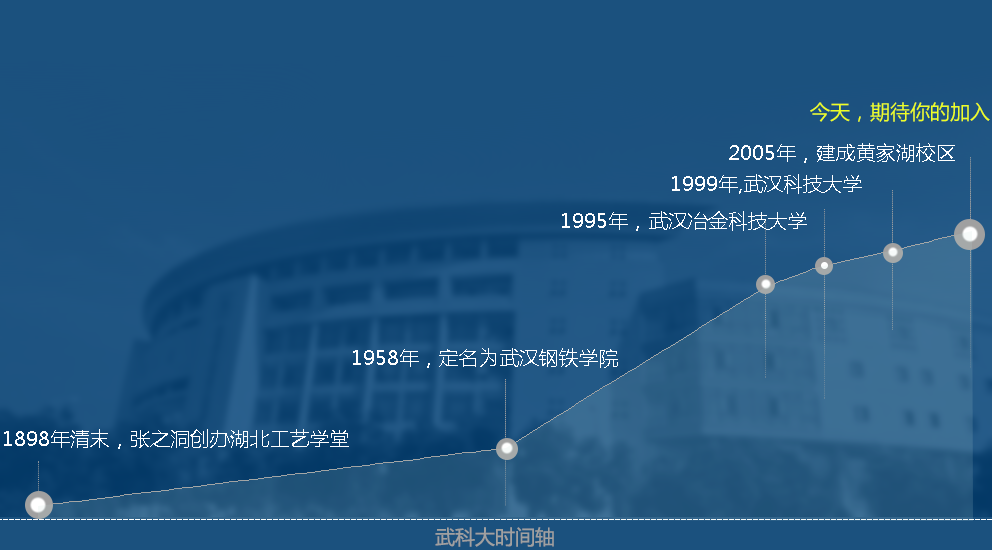 今天，期待你的加入
2005年，建成黄家湖校区
1999年,武汉科技大学
1995年，武汉冶金科技大学
1958年，定名为武汉钢铁学院
1898年清末，张之洞创办湖北工艺学堂
武科大时间轴